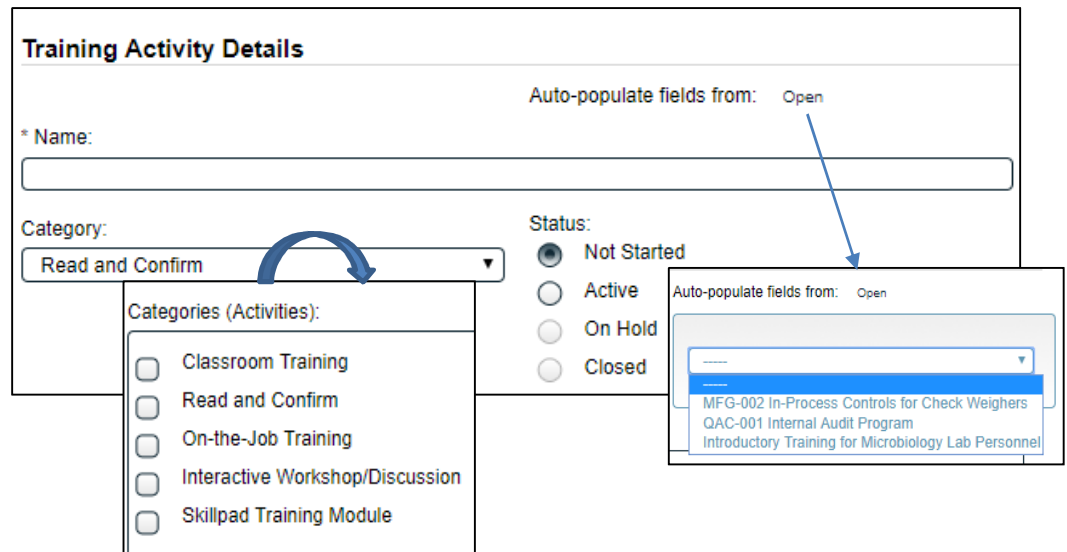 Training Activity Details
Auto-populate fields from: Open
* Name:
Category:
Read and Confirm
Status:
Not Started
Active
On Hold
Closed
Categories (Activities):
Classroom Training
Read and Confirm
On-the-Job Training
Interactive Workshop/Discussion
Skillpad Training Module
Auto-populate fields from: Open
-----
-----
MFG-002 In-Process Controls for Check Weighers
QAC-001 Internal Audit Program
Introductory Training for Microbiology Lab Personnel